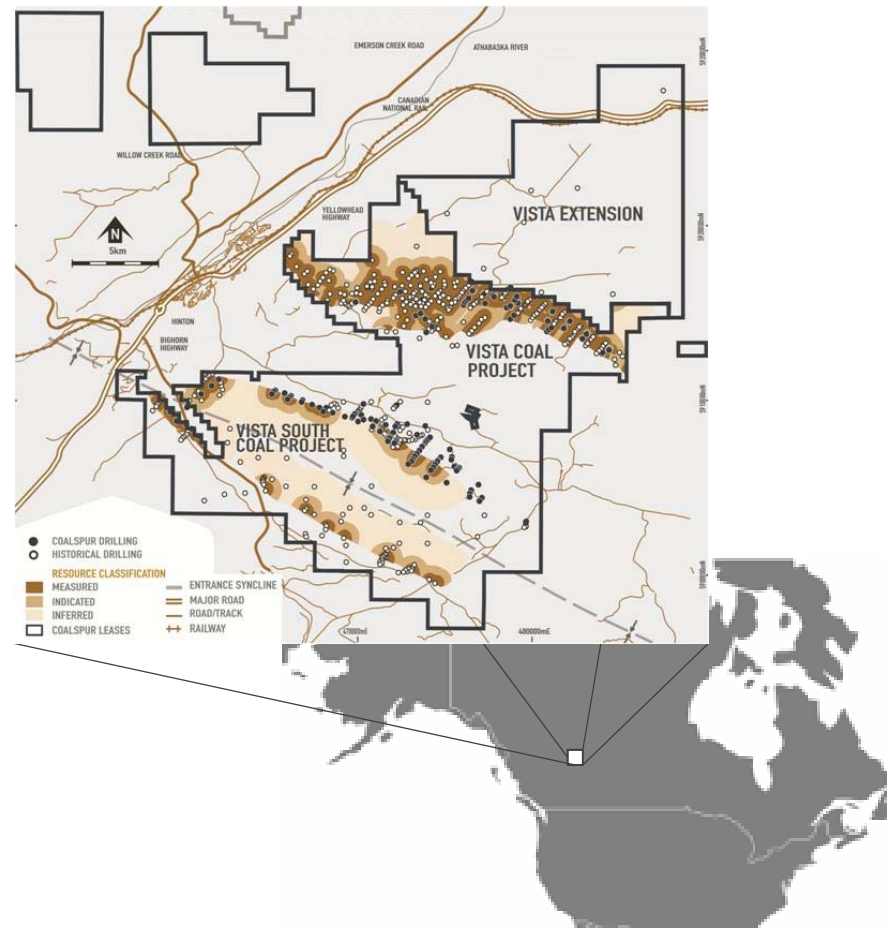 EMERSON CREEK ROAD
ATHABASKA RIVER
CANADIAN
NATIONAL RAIL
WILLOW CREEK ROAD
YELLOWHEAD
HIGHWAY
VISTA EXTENSION
N
5km
HINTON
BIGHORN
HIGHWAY
VISTA COAL
PROJECT
VISTA SOUTH
COAL PROJECT
COALSPUR DRILLING
HISTORICAL DRILLING
RESOURCE CLASSIFICATION
MEASURED
INDICATED
INFERRED
COALSPUR LEASES
ENTRANCE SYNCLINE
MAJOR ROAD
ROAD/TRACK
RAILWAY
470000mE
480000mE